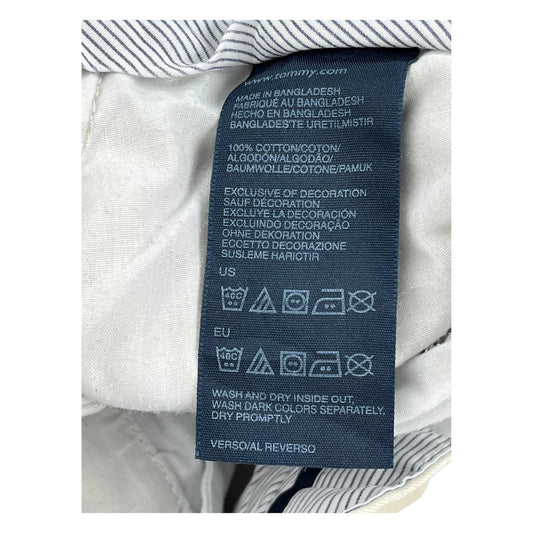 www.tommy.com
MADE IN BANGLADESH
FABRIQUÉ AU BANGLADESH
HECHO EN BANGLADESH
BANGLADES'TE URETILMISTIR
100% COTTON/COTON/
ALGODÓN/ALGODÃO/
BAUMWOLLE/COTONE/PAMUK
EXCLUSIVE OF DECORATION
SAUF DÉCORATION
EXCLUYE LA DECORACIÓN
EXCLUINDO DECORAÇÃO
OHNE DEKORATION
ECCETTO DECORAZIONE
SUSLEME HARICTIR
US
40C
EU
40C
WASH AND DRY INSIDE OUT,
WASH DARK COLORS SEPARATELY,
DRY PROMPTLY
VERSO/AL REVERSO